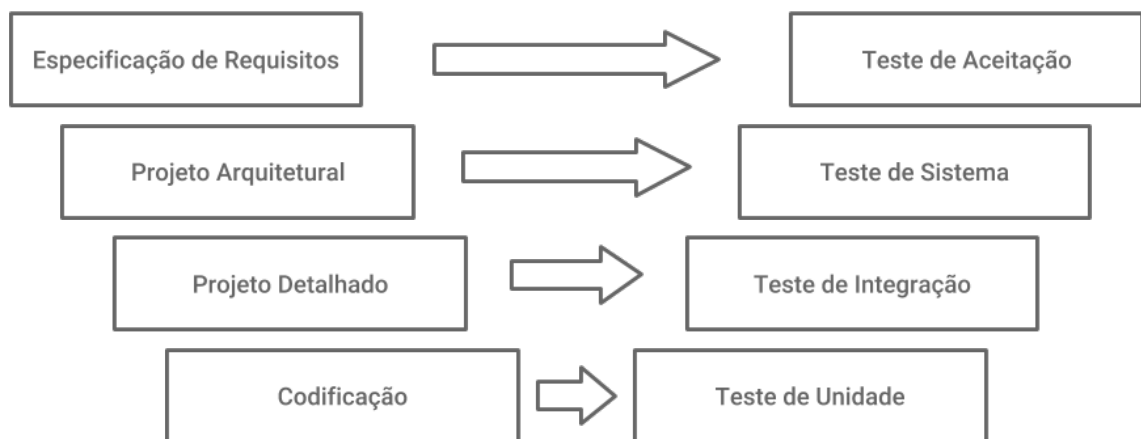 Especificação de Requisitos
Teste de Aceitação
Projeto Arquitetural
Teste de Sistema
Projeto Detalhado
Teste de Integração
Codificação
Teste de Unidade